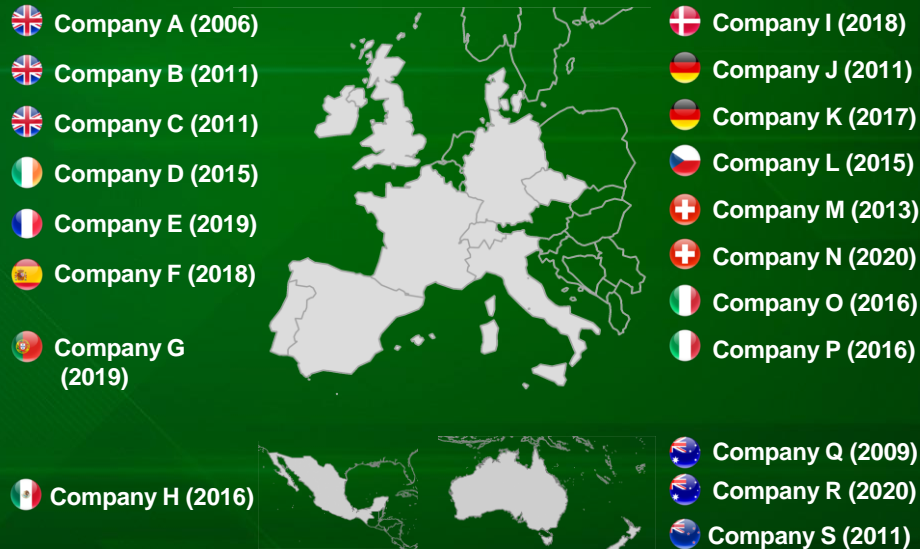 Company A (2006)
Company B (2011)
Company C (2011)
Company D (2015)
Company E (2019)
Company F (2018)
Company G
(2019)
Company H (2016)
Company I (2018)
Company J (2011)
Company K (2017)
Company L (2015)
Company M (2013)
Company N (2020)
Company O (2016)
Company P (2016)
Company Q (2009)
Company R (2020)
Company S (2011)